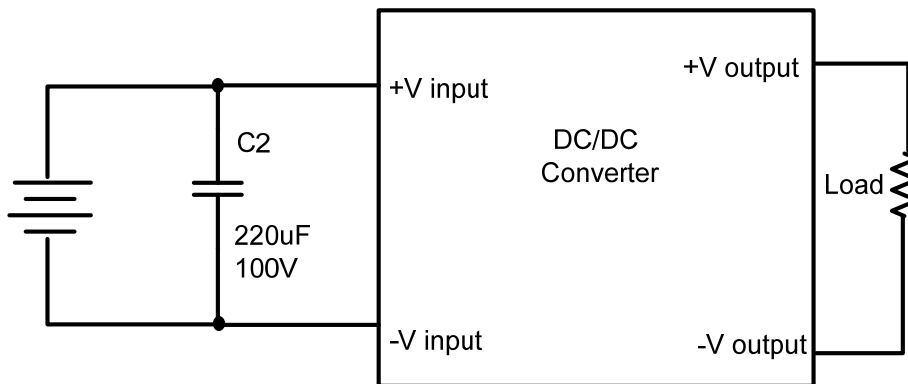 +V input
+V output
C2
DC/DC
Converter
Load
220uF
100V
-V input
-V output